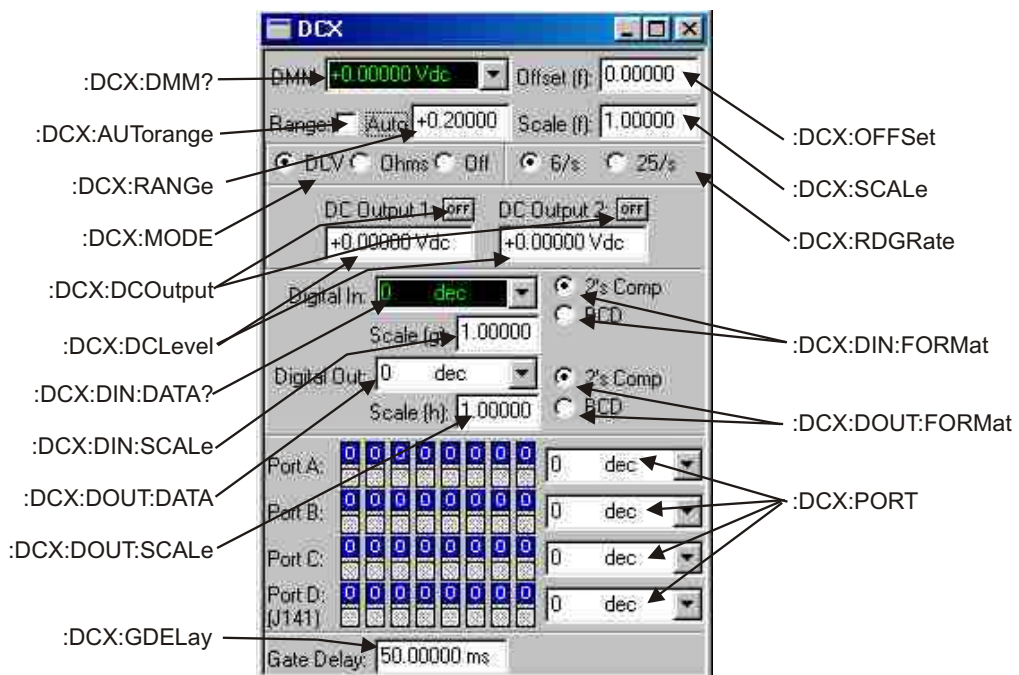 DCX
:DCX:DMM?
DMM: +0.00000 Vdc Offset (f): 0.00000
:DCX:AUTorange
Range: Auto +0.20000 Scale (f): 1.00000
:DCX:OFFSet
:DCX:RANGe
DCV Ohms Off 6/s 25/s
:DCX:SCALe
:DCX:MODE
DC Output 1: OFF DC Output 2: OFF
+0.00000 Vdc +0.00000 Vdc
:DCX:RDGRate
:DCX:DCOutput
Digital In: 0 dec 2's Comp
BCD
:DCX:DCLevel
Scale (g): 1.00000
:DCX:DIN:FORMat
:DCX:DIN:DATA?
Digital Out: 0 dec 2's Comp
Scale (h): 1.00000 BCD
:DCX:DOUT:FORMat
:DCX:DIN:SCALe
Port A: 0 0 0 0 0 0 0 0 0 dec
:DCX:DOUT:DATA
:DCX:PORT
Port B: 0 0 0 0 0 0 0 0 0 dec
:DCX:DOUT:SCALe
Port C: 0 0 0 0 0 0 0 0 0 dec
Port D: 0 0 0 0 0 0 0 0 0 dec
(J141)
:DCX:GDELay
Gate Delay: 50.00000 ms